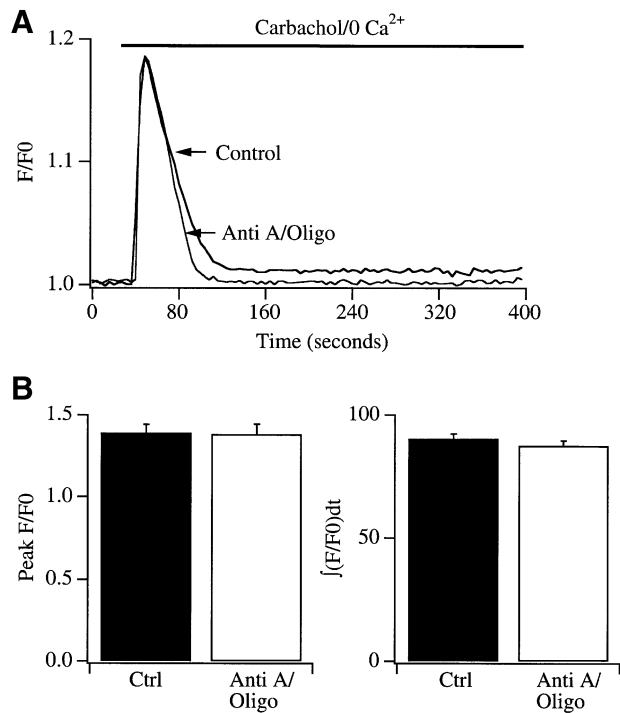 A
Carbachol/0 Ca²⁺
1.2
1.1
1.0
F/F0
Control
Anti A/Oligo
0
80
160
240
320
400
Time (seconds)
B
1.5
1.0
0.5
0.0
Peak F/F0
Ctrl
Anti A/
Oligo
100
50
0
∫(F/F0)dt
Ctrl
Anti A/
Oligo